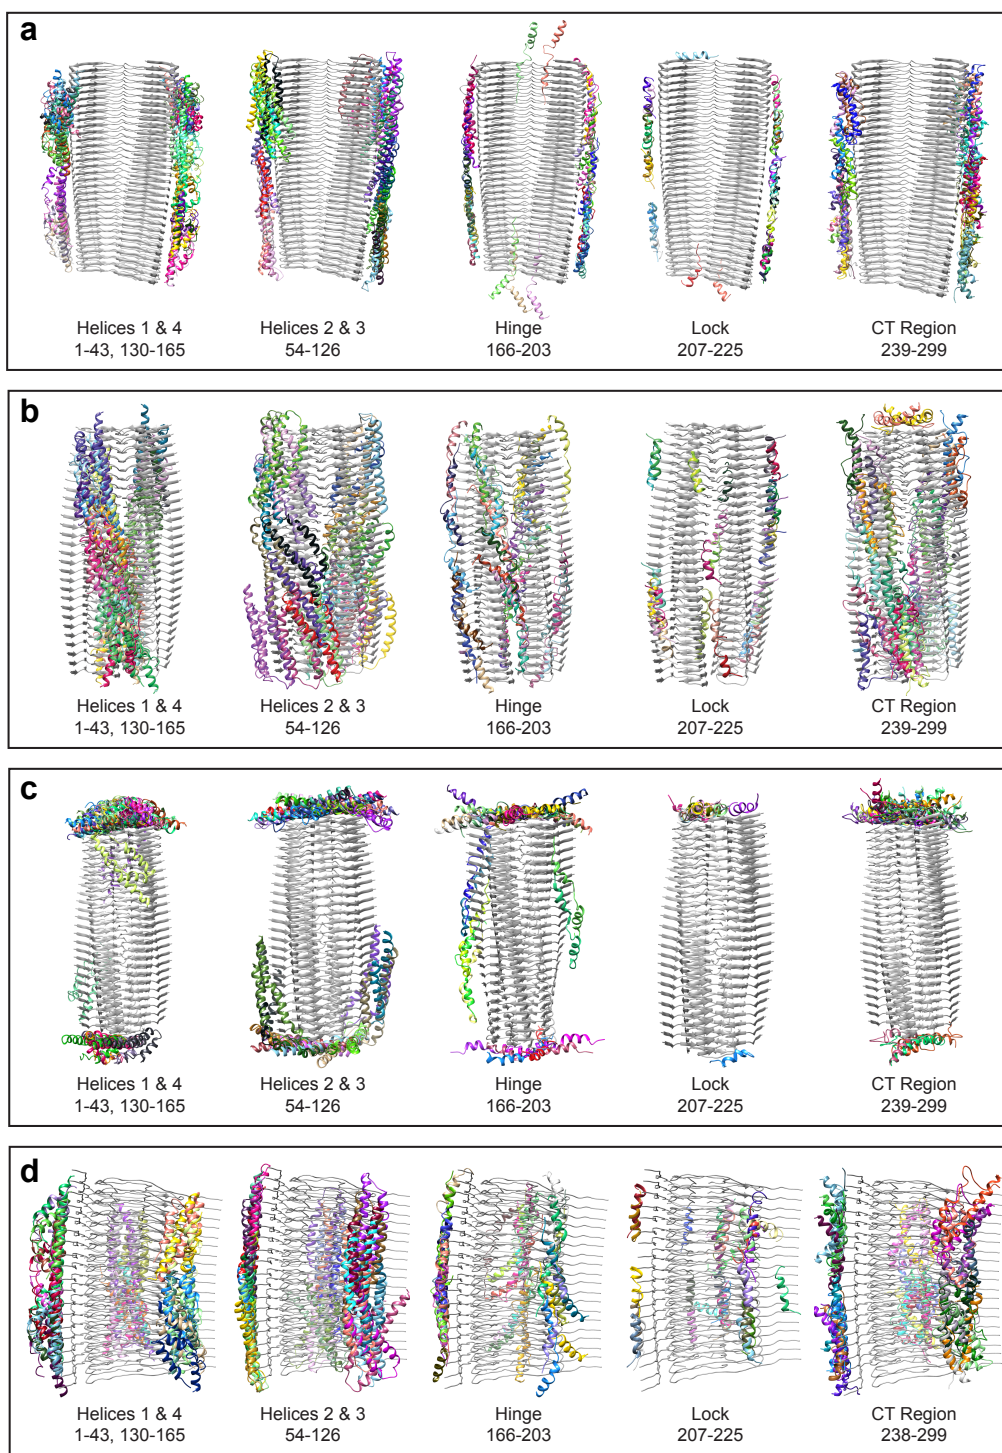 a
Helices 1 & 4
1-43, 130-165
Helices 2 & 3
54-126
Hinge
166-203
Lock
207-225
CT Region
239-299
b
Helices 1 & 4
1-43, 130-165
Helices 2 & 3
54-126
Hinge
166-203
Lock
207-225
CT Region
239-299
c
Helices 1 & 4
1-43, 130-165
Helices 2 & 3
54-126
Hinge
166-203
Lock
207-225
CT Region
239-299
d
Helices 1 & 4
1-43, 130-165
Helices 2 & 3
54-126
Hinge
166-203
Lock
207-225
CT Region
238-299